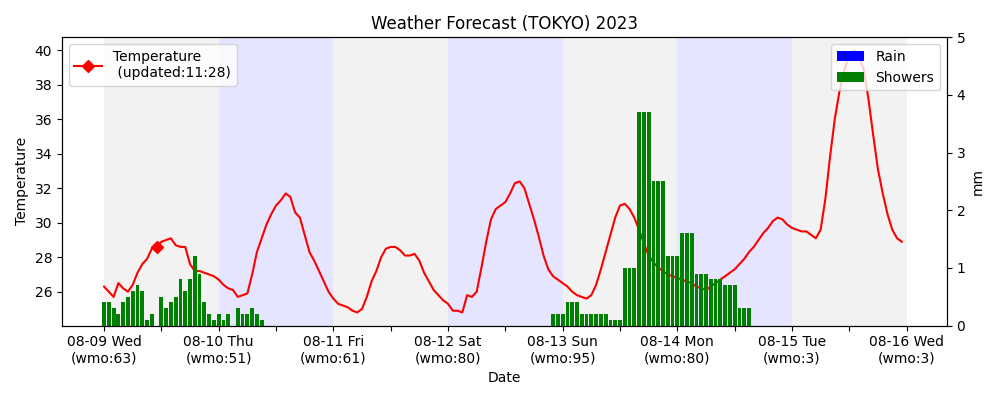 Weather Forecast (TOKYO) 2023
Temperature
(updated:11:28)
Rain
Showers
40
38
36
34
32
30
28
26
Temperature
5
4
3
2
1
0
mm
08-09 Wed
(wmo:63)
08-10 Thu
(wmo:51)
08-11 Fri
(wmo:61)
08-12 Sat
(wmo:80)
08-13 Sun
(wmo:95)
08-14 Mon
(wmo:80)
08-15 Tue
(wmo:3)
08-16 Wed
(wmo:3)
Date